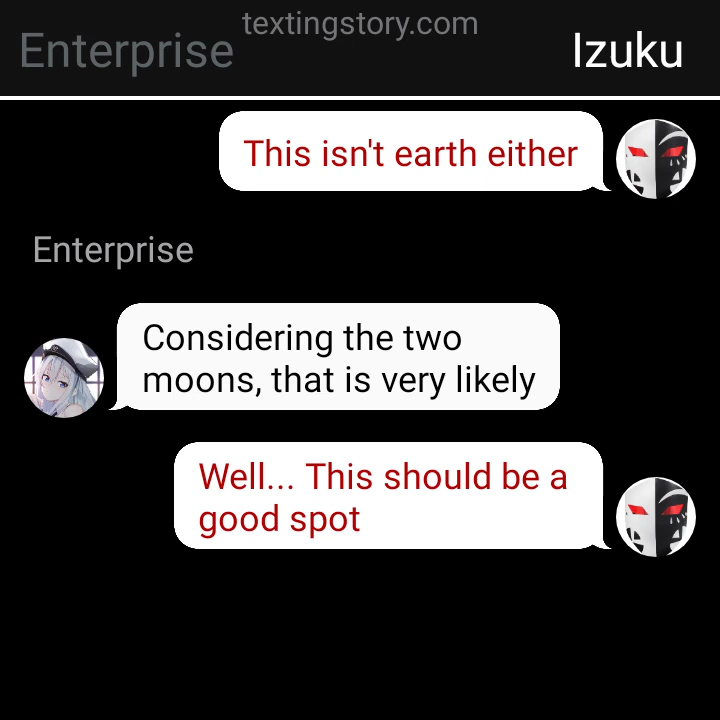 textingstory.com
Enterprise
Izuku
This isn't earth either
Enterprise
Considering the two
moons, that is very likely
Well... This should be a
good spot